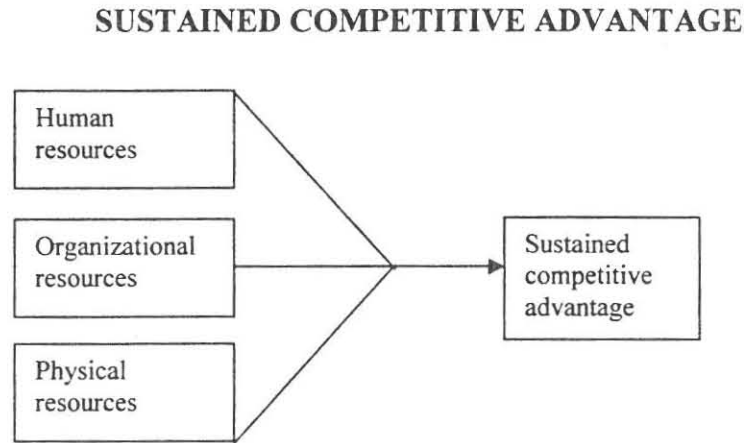 SUSTAINED COMPETITIVE ADVANTAGE
Human
resources
Organizational
resources
Sustained
competitive
advantage
Physical
resources